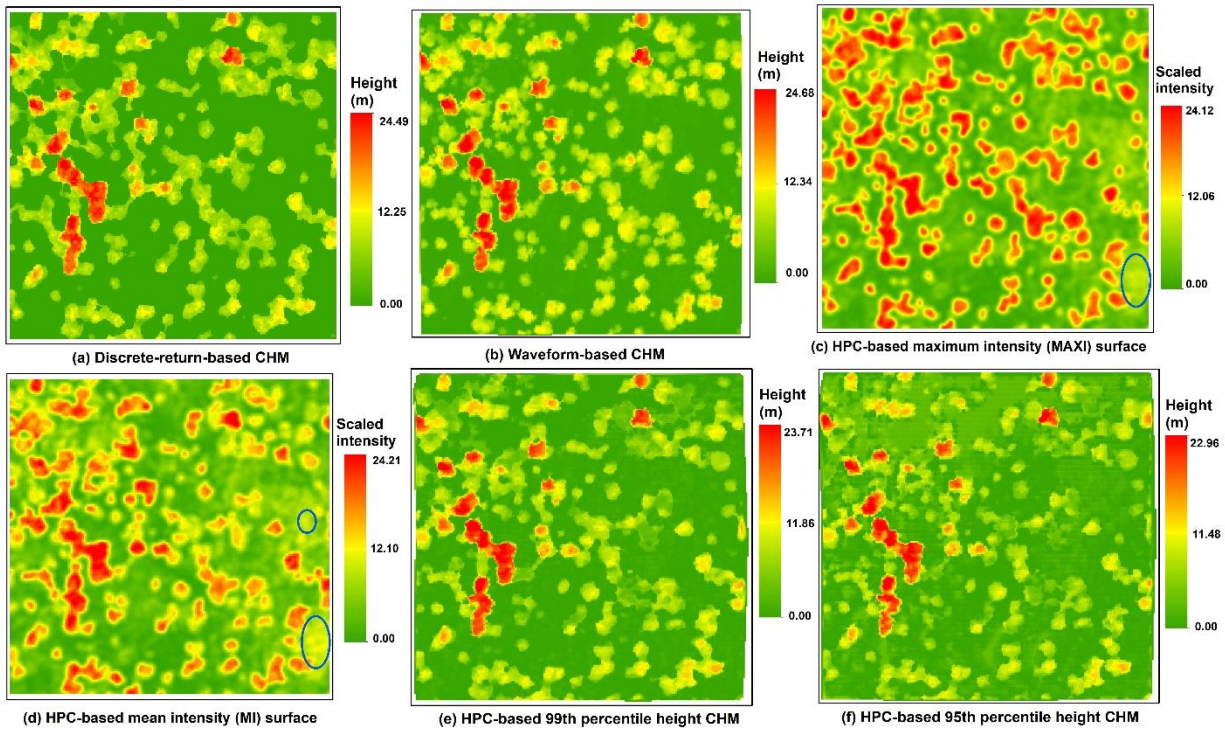 Height
(m)
24.49
12.25
0.00
(a) Discrete-return-based CHM
Height
(m)
24.68
12.34
0.00
(b) Waveform-based CHM
Scaled
intensity
24.12
12.06
0.00
(c) HPC-based maximum intensity (MAXI) surface
Scaled
intensity
24.21
12.10
0.00
(d) HPC-based mean intensity (MI) surface
Height
(m)
23.71
11.86
0.00
(e) HPC-based 99th percentile height CHM
Height
(m)
22.96
11.48
0.00
(f) HPC-based 95th percentile height CHM